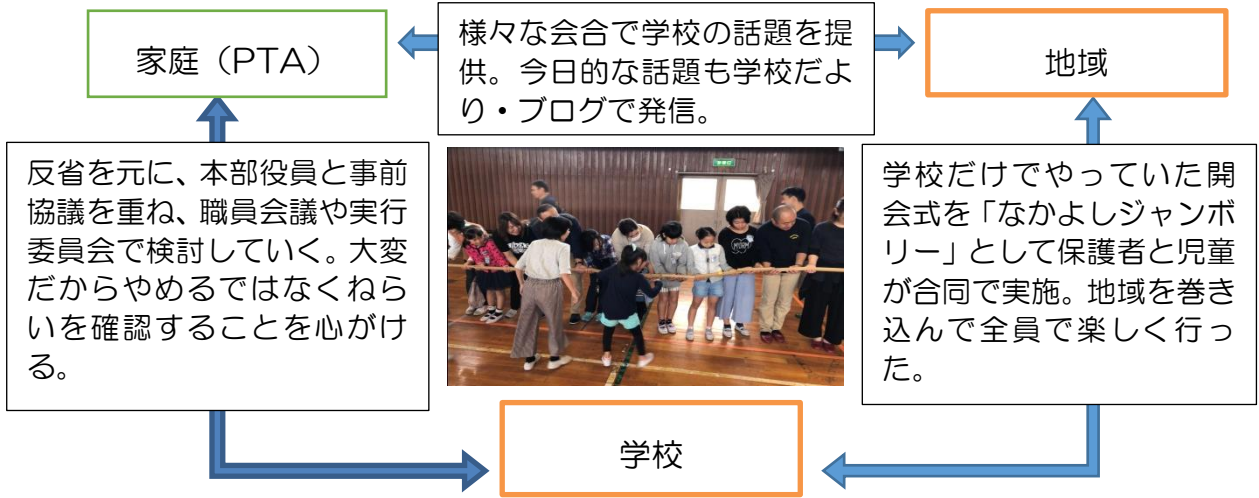 家庭（PTA）
様々な会合で学校の話題を提
供。今日的な話題も学校だよ
り・ブログで発信。
地域
反省を元に、本部役員と事前
協議を重ね、職員会議や実行
委員会で検討していく。大変
だからやめるではなくねら
いを確認することを心がけ
る。
学校だけでやっていた開
会式を「なかよしジャンボ
リー」として保護者と児童
が合同で実施。地域を巻き
込んで全員で楽しく行っ
た。
学校